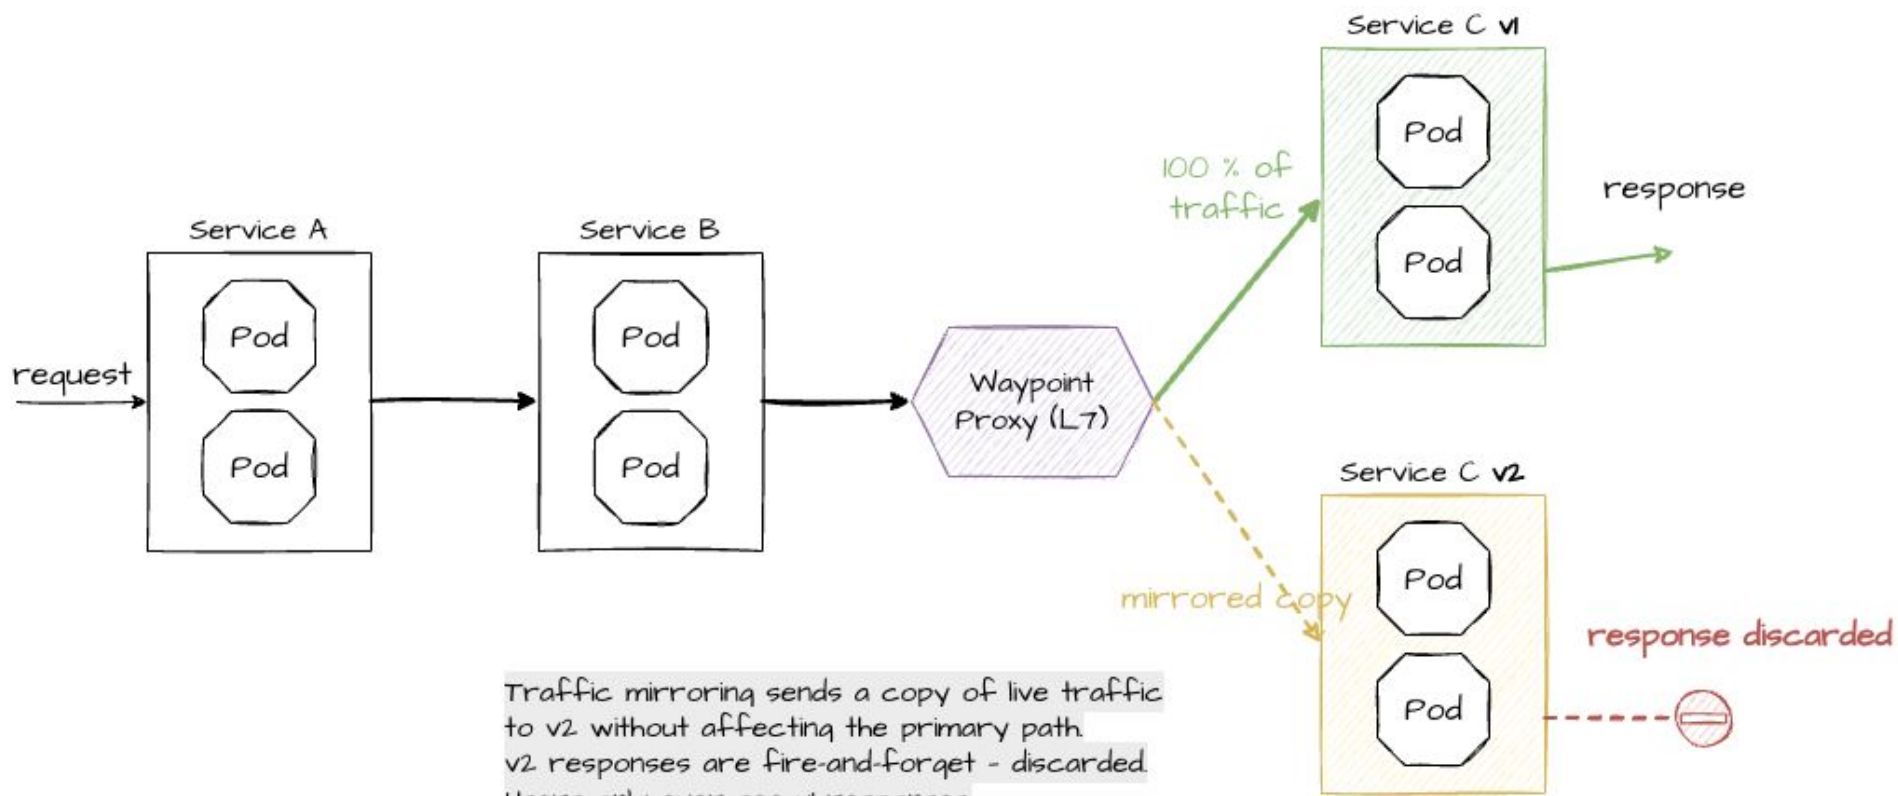 Service C v1
Pod
Pod
100 % of
traffic
response
Service A
Pod
Pod
request
Service B
Pod
Pod
Waypoint
Proxy (L7)
Service C v2
Pod
Pod
mirrored copy
response discarded
Traffic mirroring sends a copy of live traffic
to v2 without affecting the primary path.
v2 responses are fire-and-forget - discarded.